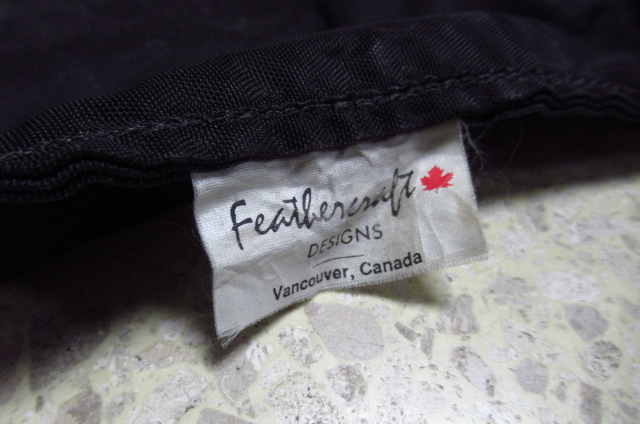 Feathercraft
DESIGNS
Vancouver, Canada